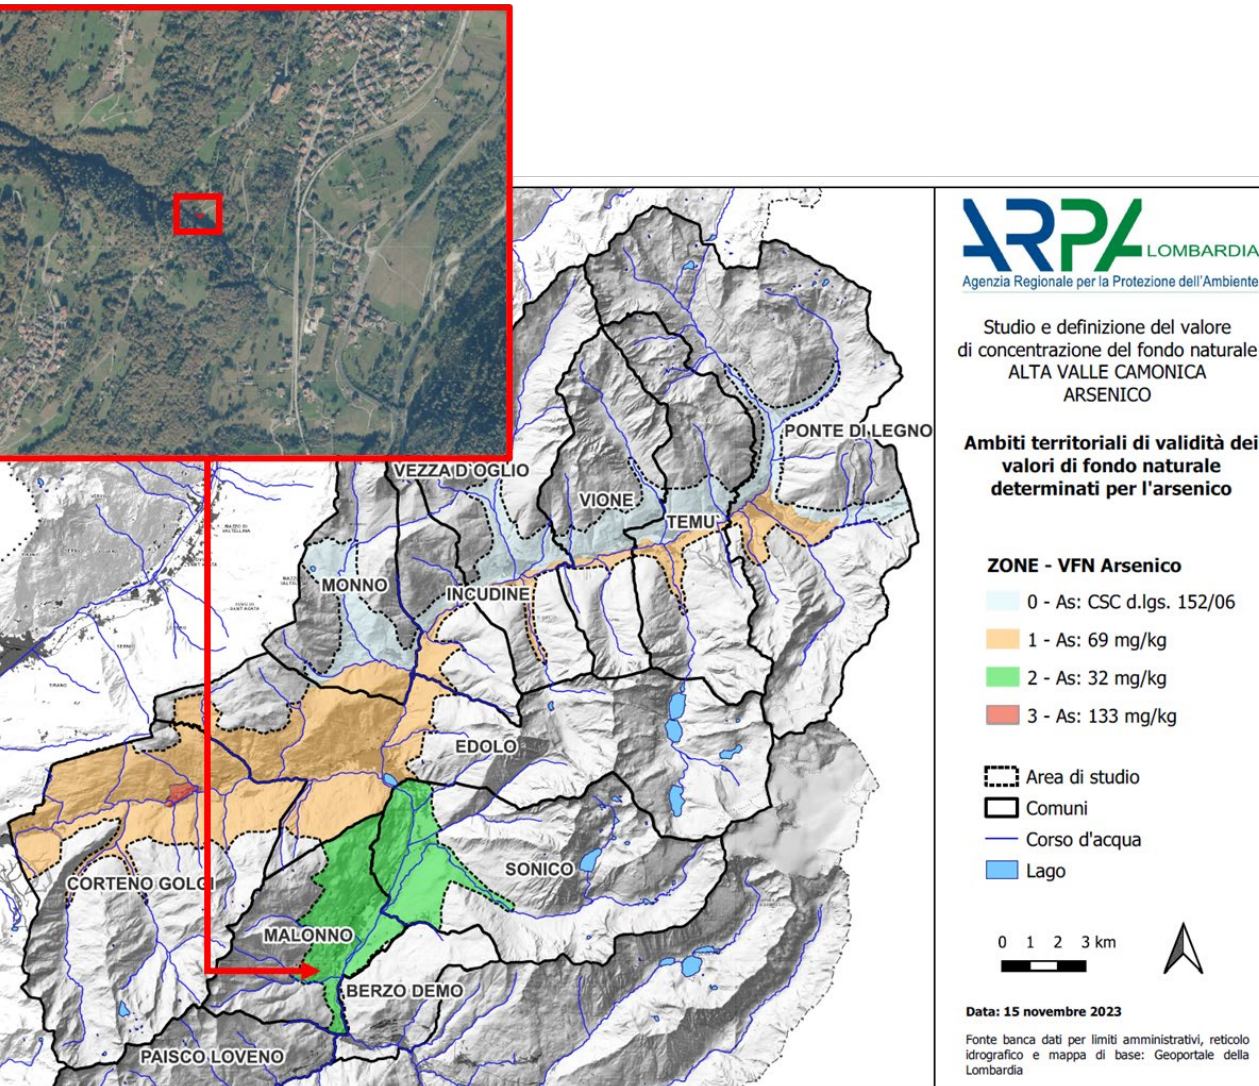 ARPA LOMBARDIA
Agenzia Regionale per la Protezione dell'Ambiente
Studio e definizione del valore
di concentrazione del fondo naturale
ALTA VALLE CAMONICA
ARSENICO
Ambiti territoriali di validità dei
valori di fondo naturale
determinati per l'arsenico
ZONE - VFN Arsenico
0 - As: CSC d.lgs. 152/06
1 - As: 69 mg/kg
2 - As: 32 mg/kg
3 - As: 133 mg/kg
Area di studio
Comuni
Corso d'acqua
Lago
0 1 2 3 km
Data: 15 novembre 2023
Fonte banca dati per limiti amministrativi, reticolo
idrografico e mappa di base: Geoportale della
Lombardia
PONTE DI LEGNO
VEZZA D'OGLIO
VIONE
TEMU'
MONNO
INCUDINE
EDOLO
SONICO
CORTENO GOLGI
MALONNO
BERZO DEMO
PAISCO LOVENO